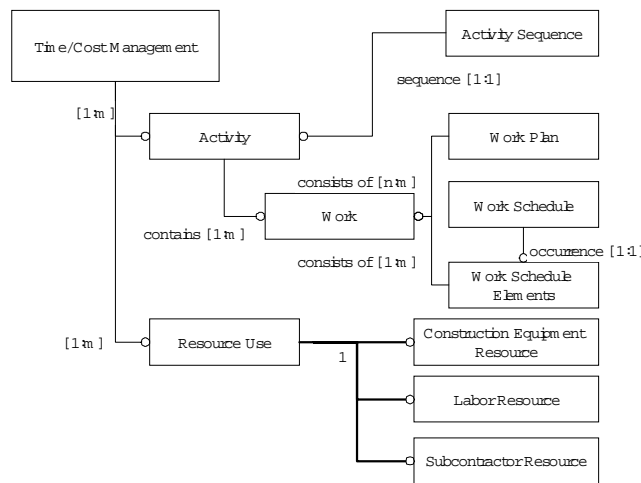 Time/Cost Management
Activity Sequence
sequence [1:1]
[1:m]
Activity
Work Plan
consists of [n:m]
Work
Work Schedule
contains [1:m]
occurrence [1:1]
consists of [1:m]
Work Schedule
Elements
[1:m]
Resource Use
1
Construction Equipment
Resource
Labor Resource
Subcontractor Resource